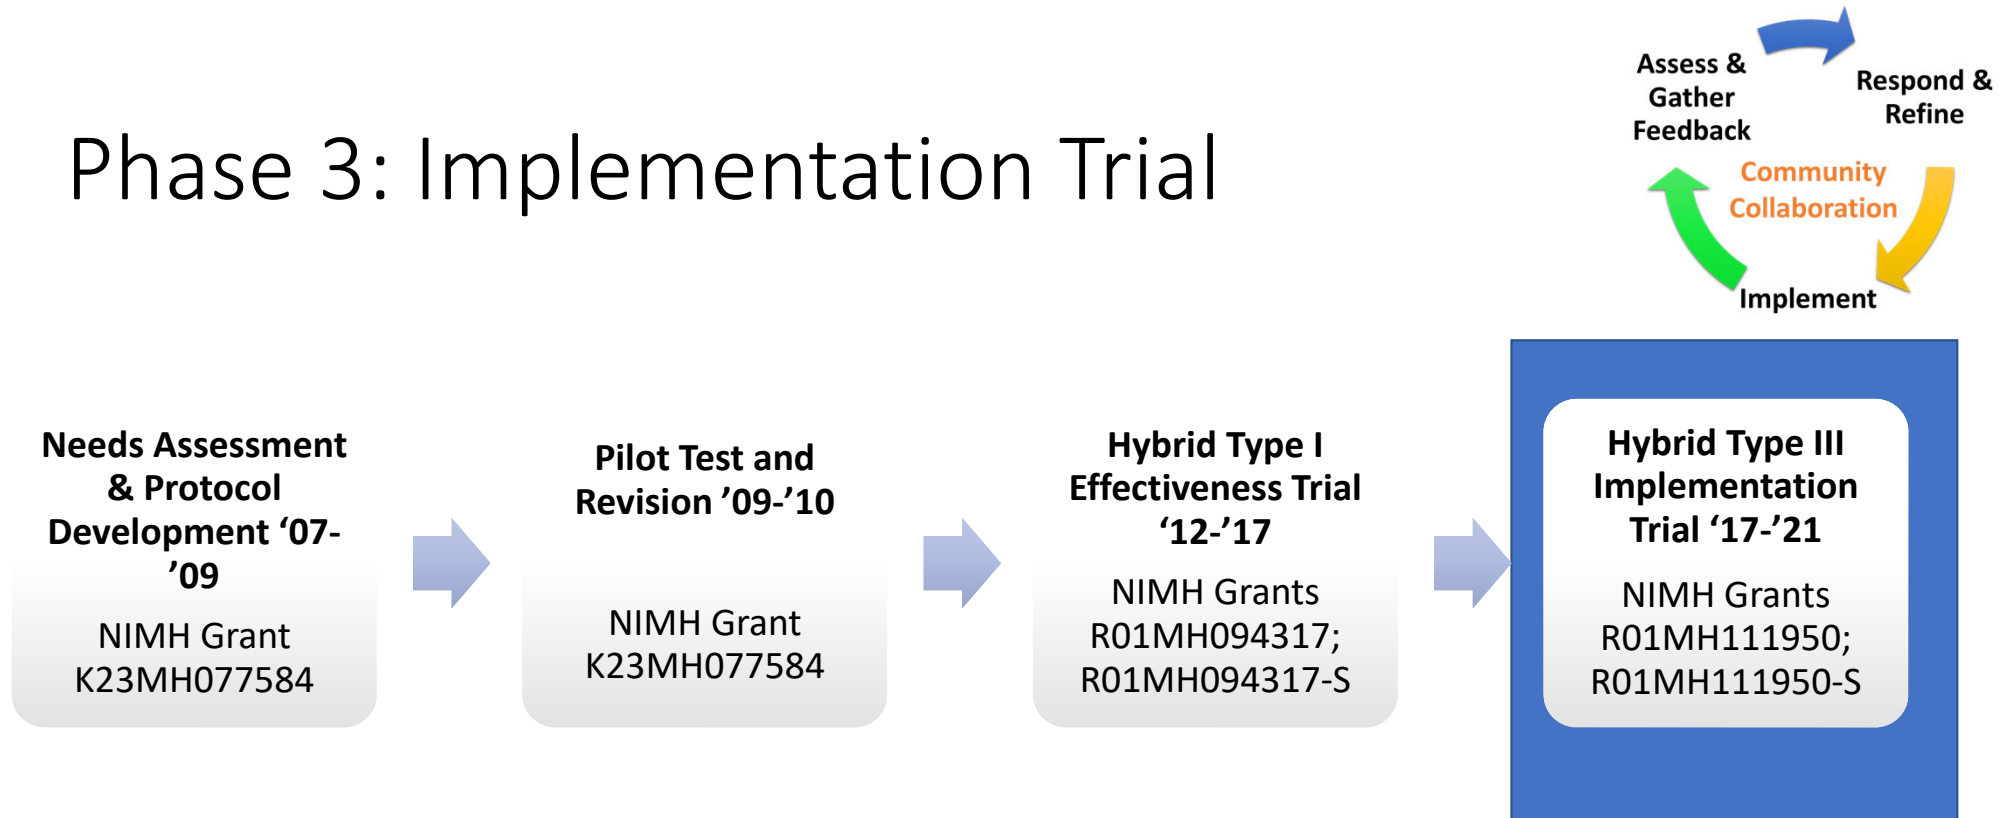 Phase 3: Implementation Trial
Assess &
Gather
Feedback
Respond &
Refine
Community
Collaboration
Implement
Needs Assessment
& Protocol
Development ‘07-
’09
NIMH Grant
K23MH077584
Pilot Test and
Revision ’09-’10
NIMH Grant
K23MH077584
Hybrid Type I
Effectiveness Trial
‘12-’17
NIMH Grants
R01MH094317;
R01MH094317-S
Hybrid Type III
Implementation
Trial ‘17-’21
NIMH Grants
R01MH111950;
R01MH111950-S